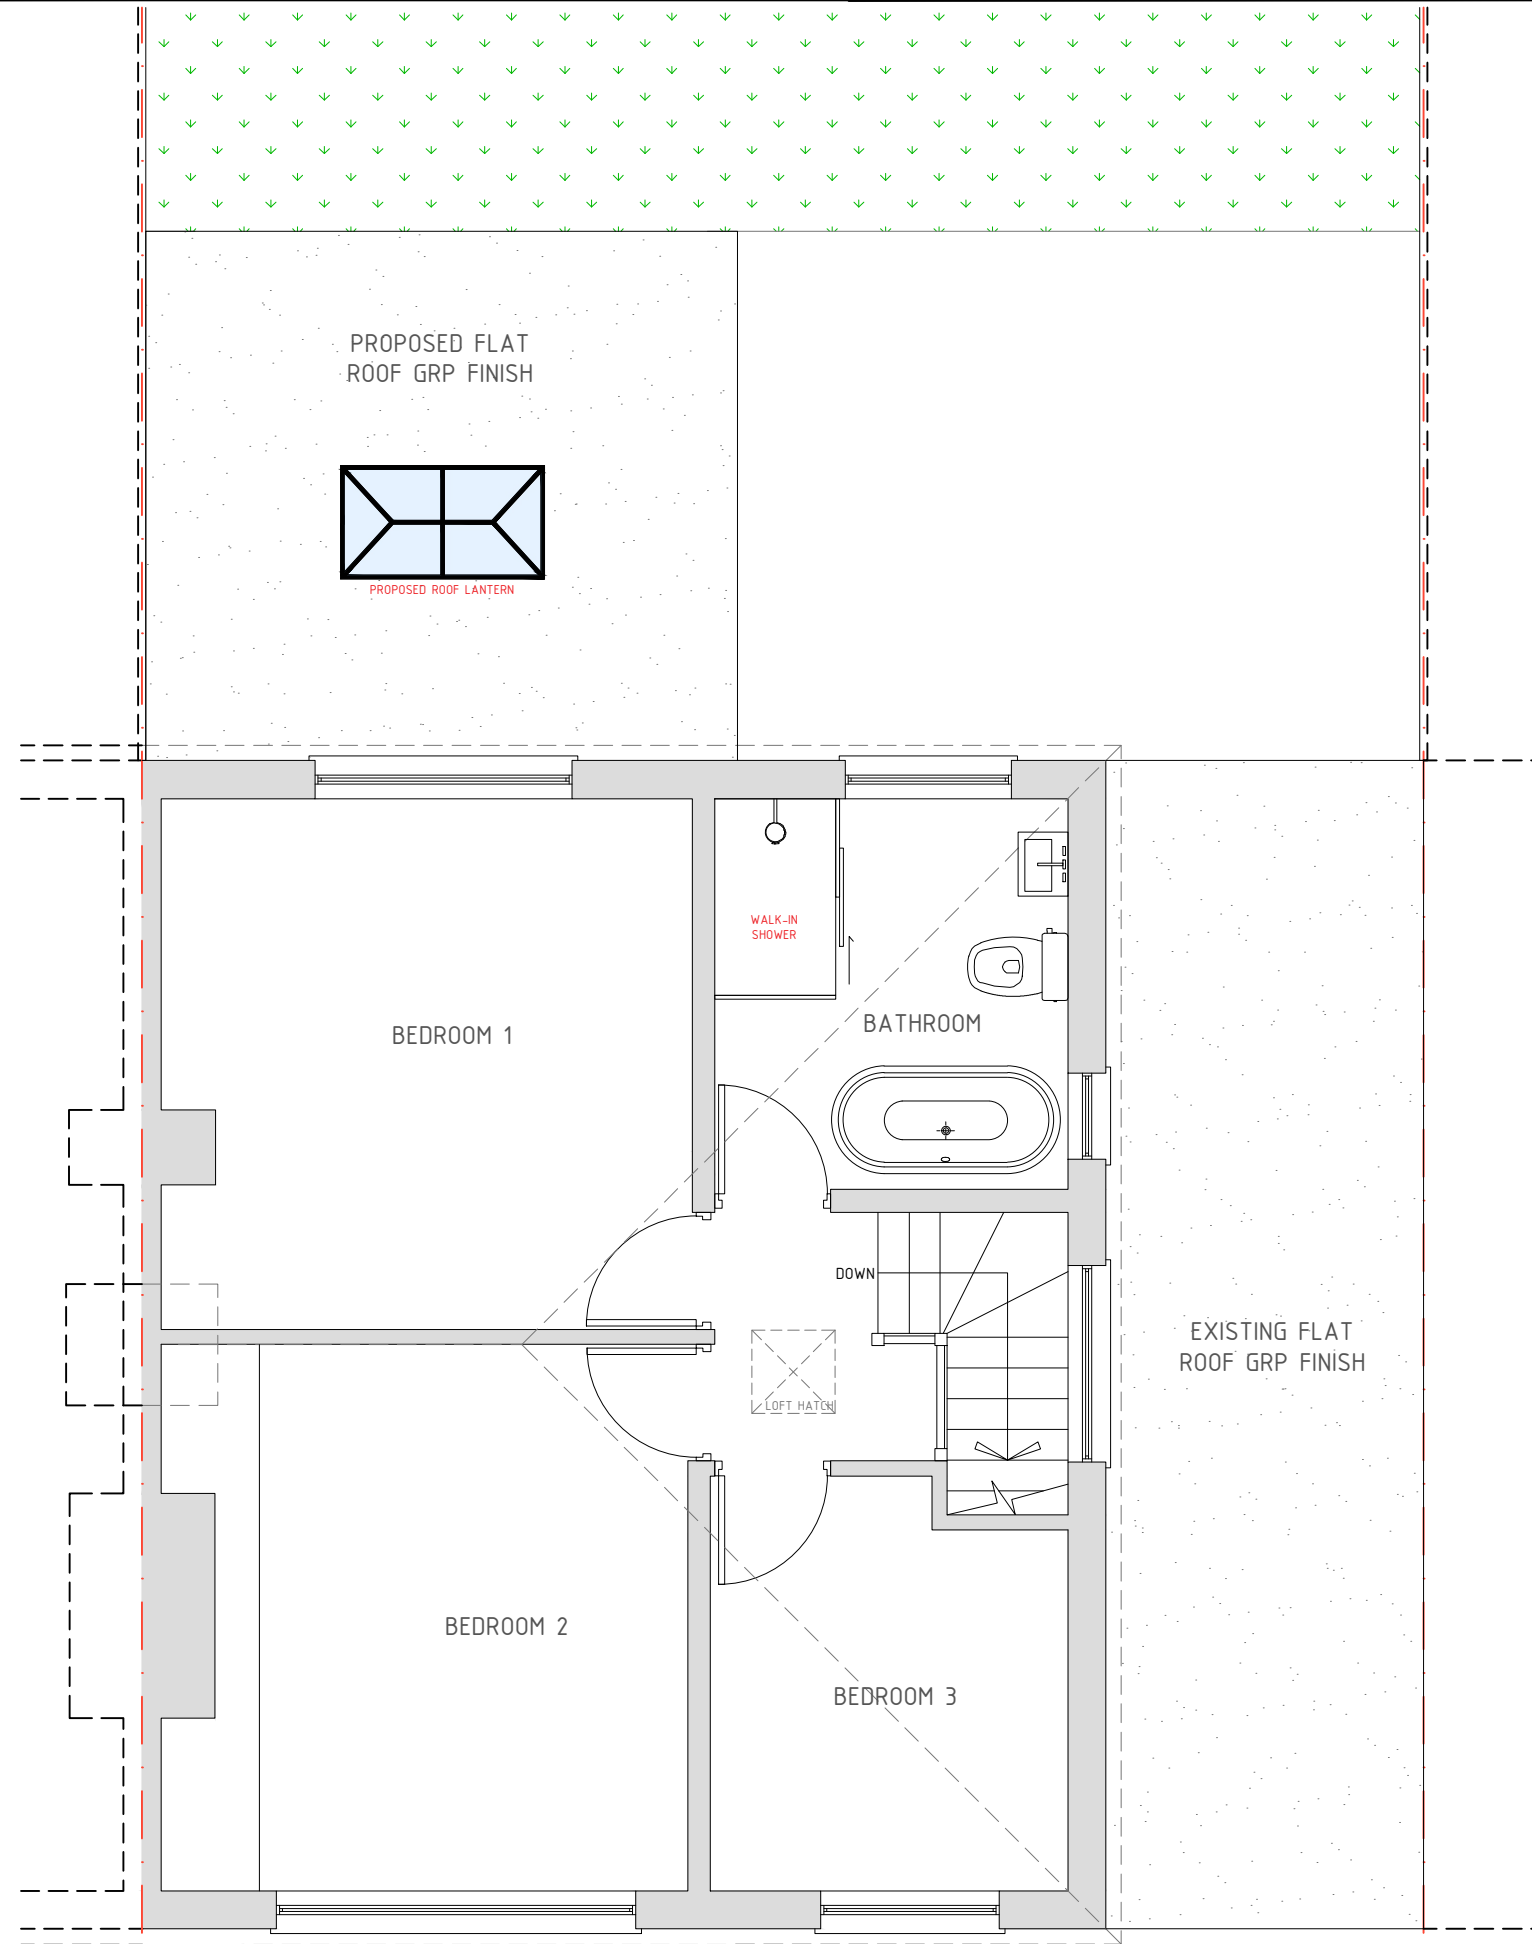 PROPOSED FLAT
ROOF GRP FINISH
PROPOSED ROOF LANTERN
WALK-IN
SHOWER
BATHROOM
BEDROOM 1
DOWN
EXISTING FLAT
ROOF GRP FINISH
LOFT HATCH
BEDROOM 2
BEDROOM 3